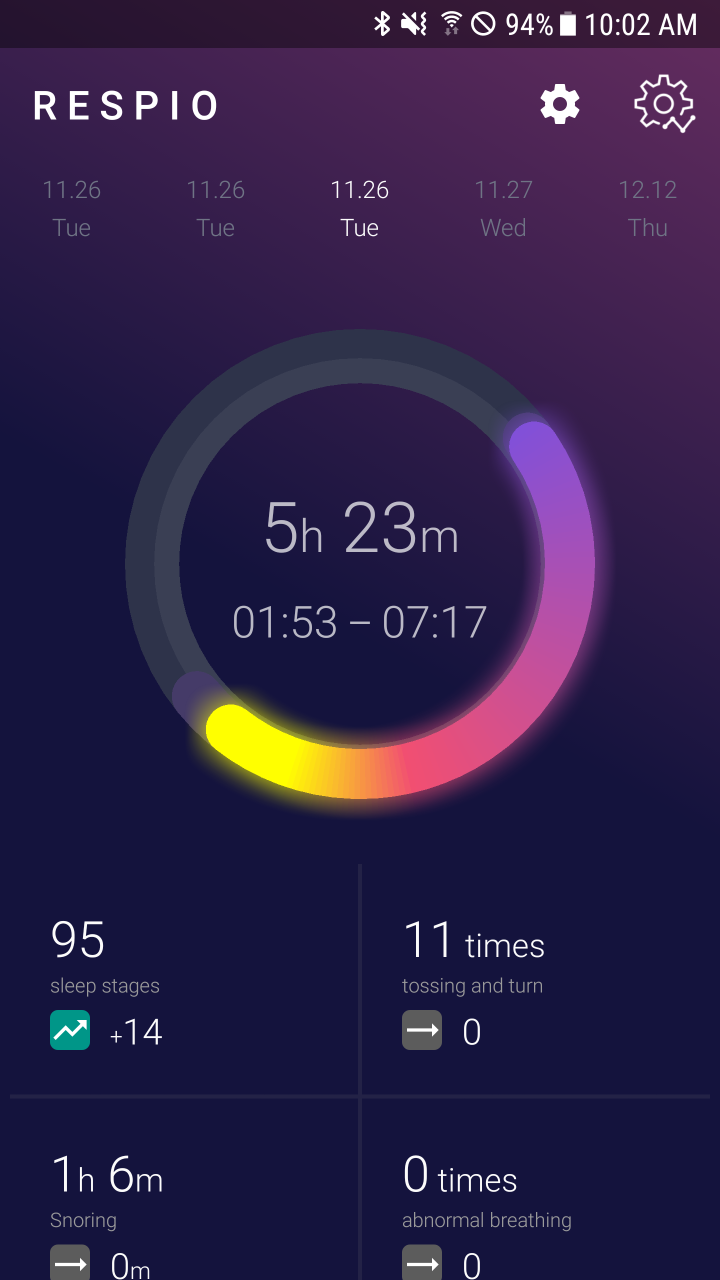 94% 10:02 AM
RESPIO
11.26 11.26 11.26 11.27 12.12
Tue Tue Tue Wed Thu
5h 23m
01:53 – 07:17
95
sleep stages
+14
11 times
tossing and turn
0
1h 6m
Snoring
0m
0 times
abnormal breathing
0